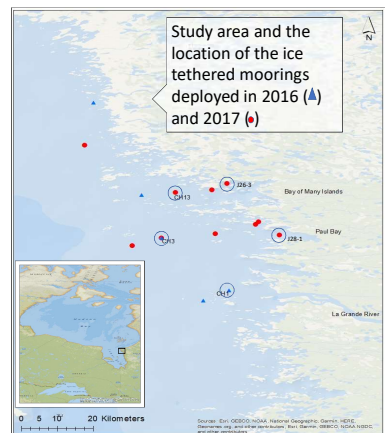 Study area and the
location of the ice
tethered moorings
deployed in 2016 (▲)
and 2017 (●)
N
J26-3
CH13
Bay of Many Islands
Paul Bay
CH3
J28-1
CH1
La Grande River
0 5 10 20 Kilometers
Sources: Esri, GEBCO, NOAA, National Geographic, Garmin, HERE,
Geonames.org, and other contributors, Esri, Garmin, GEBCO, NOAA NGDC,
and other contributors